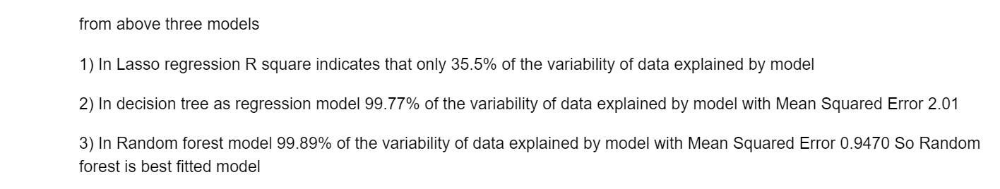 from above three models
1) In Lasso regression R square indicates that only 35.5% of the variability of data explained by model
2) In decision tree as regression model 99.77% of the variability of data explained by model with Mean Squared Error 2.01
3) In Random forest model 99.89% of the variability of data explained by model with Mean Squared Error 0.9470 So Random
forest is best fitted model